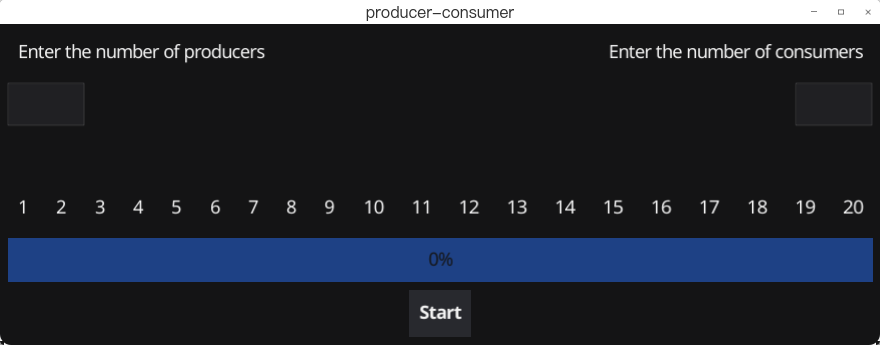 producer-consumer
Enter the number of producers
Enter the number of consumers
1 2 3 4 5 6 7 8 9 10 11 12 13 14 15 16 17 18 19 20
0%
Start